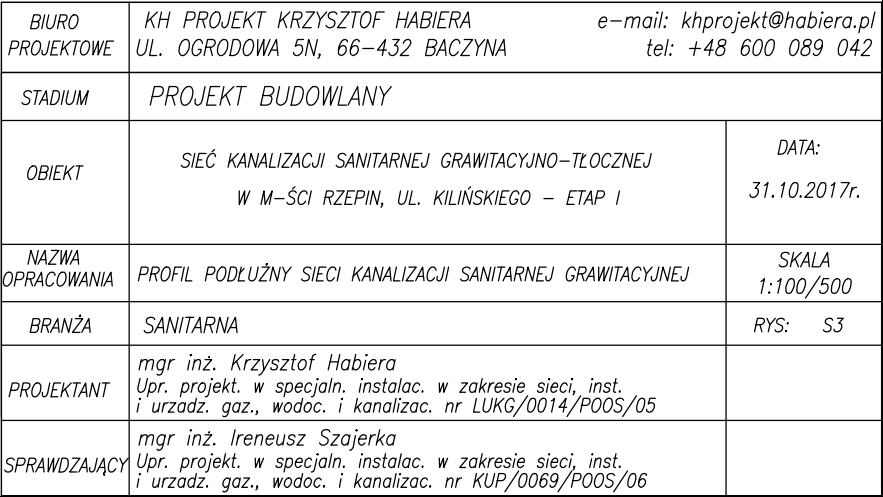 BIURO PROJEKTOWE
KH PROJEKT KRZYSZTOF HABIERA e-mail: khprojekt@habiera.pl
UL. OGRODOWA 5N, 66-432 BACZYNA tel: +48 600 089 042
STADIUM
PROJEKT BUDOWLANY
OBIEKT
SIEĆ KANALIZACJI SANITARNEJ GRAWITACYJNO-TŁOCZNEJ
W M-ŚCI RZEPIN, UL. KILIŃSKIEGO - ETAP I
DATA:
31.10.2017r.
NAZWA
OPRACOWANIA
PROFIL PODŁUŻNY SIECI KANALIZACJI SANITARNEJ GRAWITACYJNEJ
SKALA
1:100/500
BRANŻA
SANITARNA
RYS: S3
PROJEKTANT
mgr inż. Krzysztof Habiera
Upr. projekt. w specjaln. instalac. w zakresie sieci, inst.
i urzadz. gaz., wodoc. i kanalizac. nr LUKG/0014/POOS/05
SPRAWDZAJĄCY
mgr inż. Ireneusz Szajerka
Upr. projekt. w specjaln. instalac. w zakresie sieci, inst.
i urzadz. gaz., wodoc. i kanalizac. nr KUP/0069/POOS/06